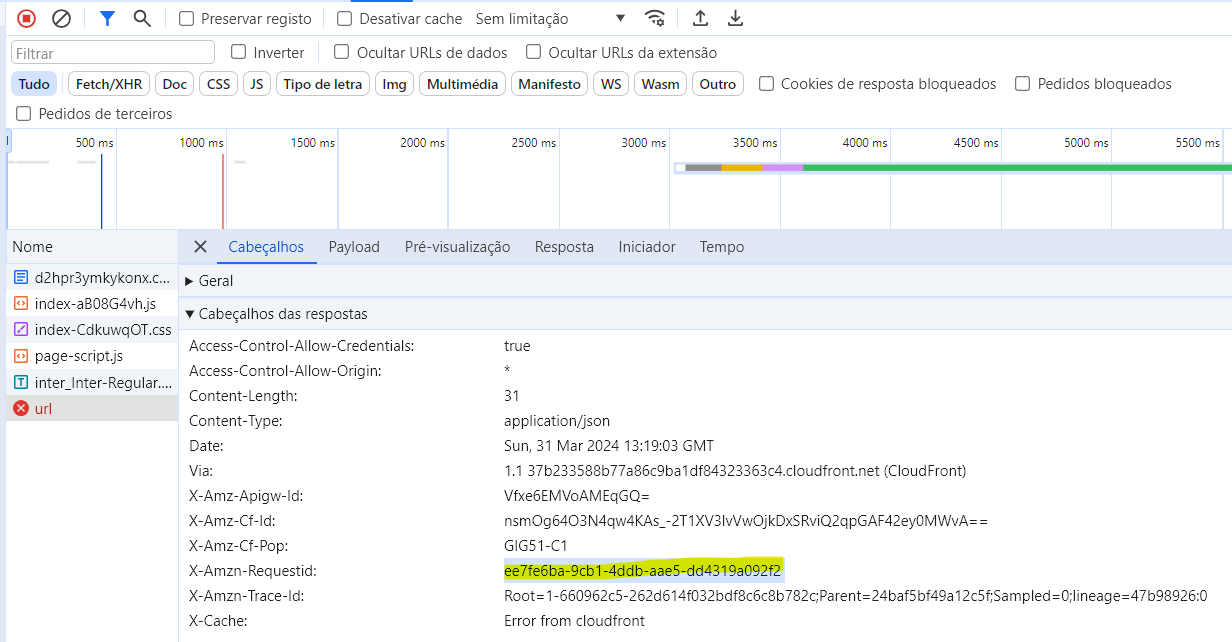 Preservar registo Desativar cache Sem limitação
Filtrar Inverter Ocultar URLs de dados Ocultar URLs da extensão
Tudo Fetch/XHR Doc CSS JS Tipo de letra Img Multimédia Manifesto WS Wasm Outro Cookies de resposta bloqueados Pedidos bloqueados
Pedidos de terceiros
500 ms 1000 ms 1500 ms 2000 ms 2500 ms 3000 ms 3500 ms 4000 ms 4500 ms 5000 ms 5500 ms
Nome
d2hpr3ymkykonx.c...
index-aB08G4vh.js
index-CdkuwqOT.css
page-script.js
inter_Inter-Regular....
url
Cabeçalhos Payload Pré-visualização Resposta Iniciador Tempo
Geral
Cabeçalhos das respostas
Access-Control-Allow-Credentials: true
Access-Control-Allow-Origin: *
Content-Length: 31
Content-Type: application/json
Date: Sun, 31 Mar 2024 13:19:03 GMT
Via: 1.1 37b233588b77a86c9ba1df84323363c4.cloudfront.net (CloudFront)
X-Amz-Apigw-Id: Vfxe6EMVoAMEqGQ=
X-Amz-Cf-Id: nsmOg64O3N4qw4KAs_-2T1XV3IvVwOjkDxSRviQ2qpGAF42ey0MWvA==
X-Amz-Cf-Pop: GIG51-C1
X-Amzn-Requestid: ee7fe6ba-9cb1-4ddb-aae5-dd4319a092f2
X-Amzn-Trace-Id: Root=1-660962c5-262d614f032bdf8c6c8b782c;Parent=24baf5bf49a12c5f;Sampled=0;lineage=47b98926:0
X-Cache: Error from cloudfront